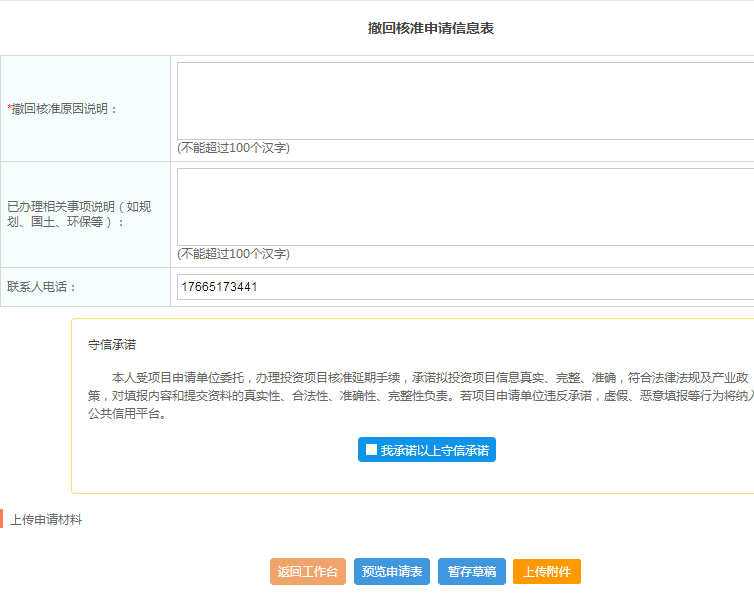 撤回核准申请信息表
*撤回核准原因说明：
(不能超过100个汉字)
已办理相关事项说明（如规
划、国土、环保等）：
(不能超过100个汉字)
联系人电话：
17665173441
守信承诺
本人受项目申请单位委托，办理投资项目核准延期手续，承诺拟投资项目信息真实、完整、准确，符合法律法规及产业政
策，对填报内容和提交资料的真实性、合法性、准确性、完整性负责。若项目申请单位违反承诺，虚假、恶意填报等行为将纳入
公共信用平台。
我承诺以上守信承诺
上传申请材料
返回工作台
预览申请表
暂存草稿
上传附件